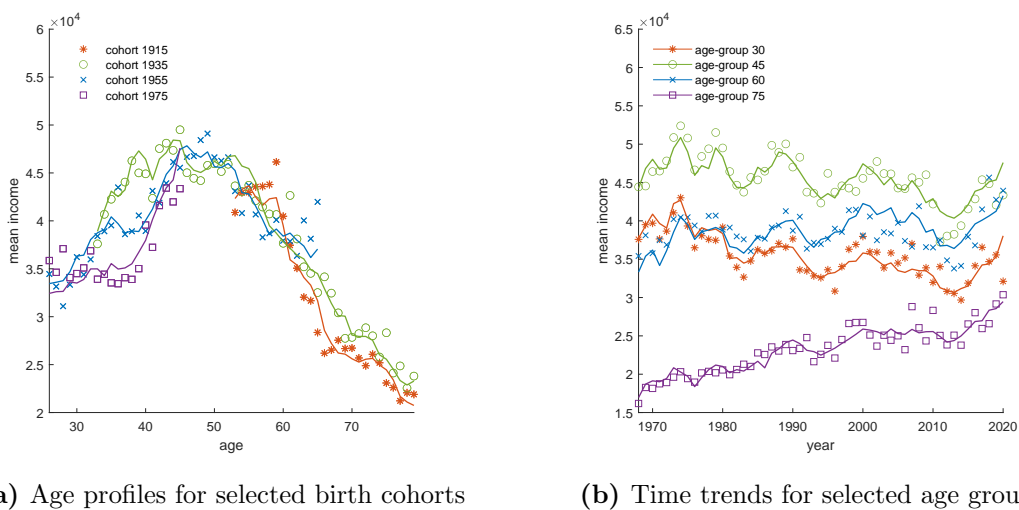 ×10⁴
6
5.5
5
4.5
4
3.5
3
2.5
2
mean income
30 40 50 60 70
age
cohort 1915
cohort 1935
cohort 1955
cohort 1975
×10⁴
6.5
6
5.5
5
4.5
4
3.5
3
2.5
2
1.5
mean income
1970 1980 1990 2000 2010 2020
year
age-group 30
age-group 45
age-group 60
age-group 75
) Age profiles for selected birth cohorts
(b) Time trends for selected age grou